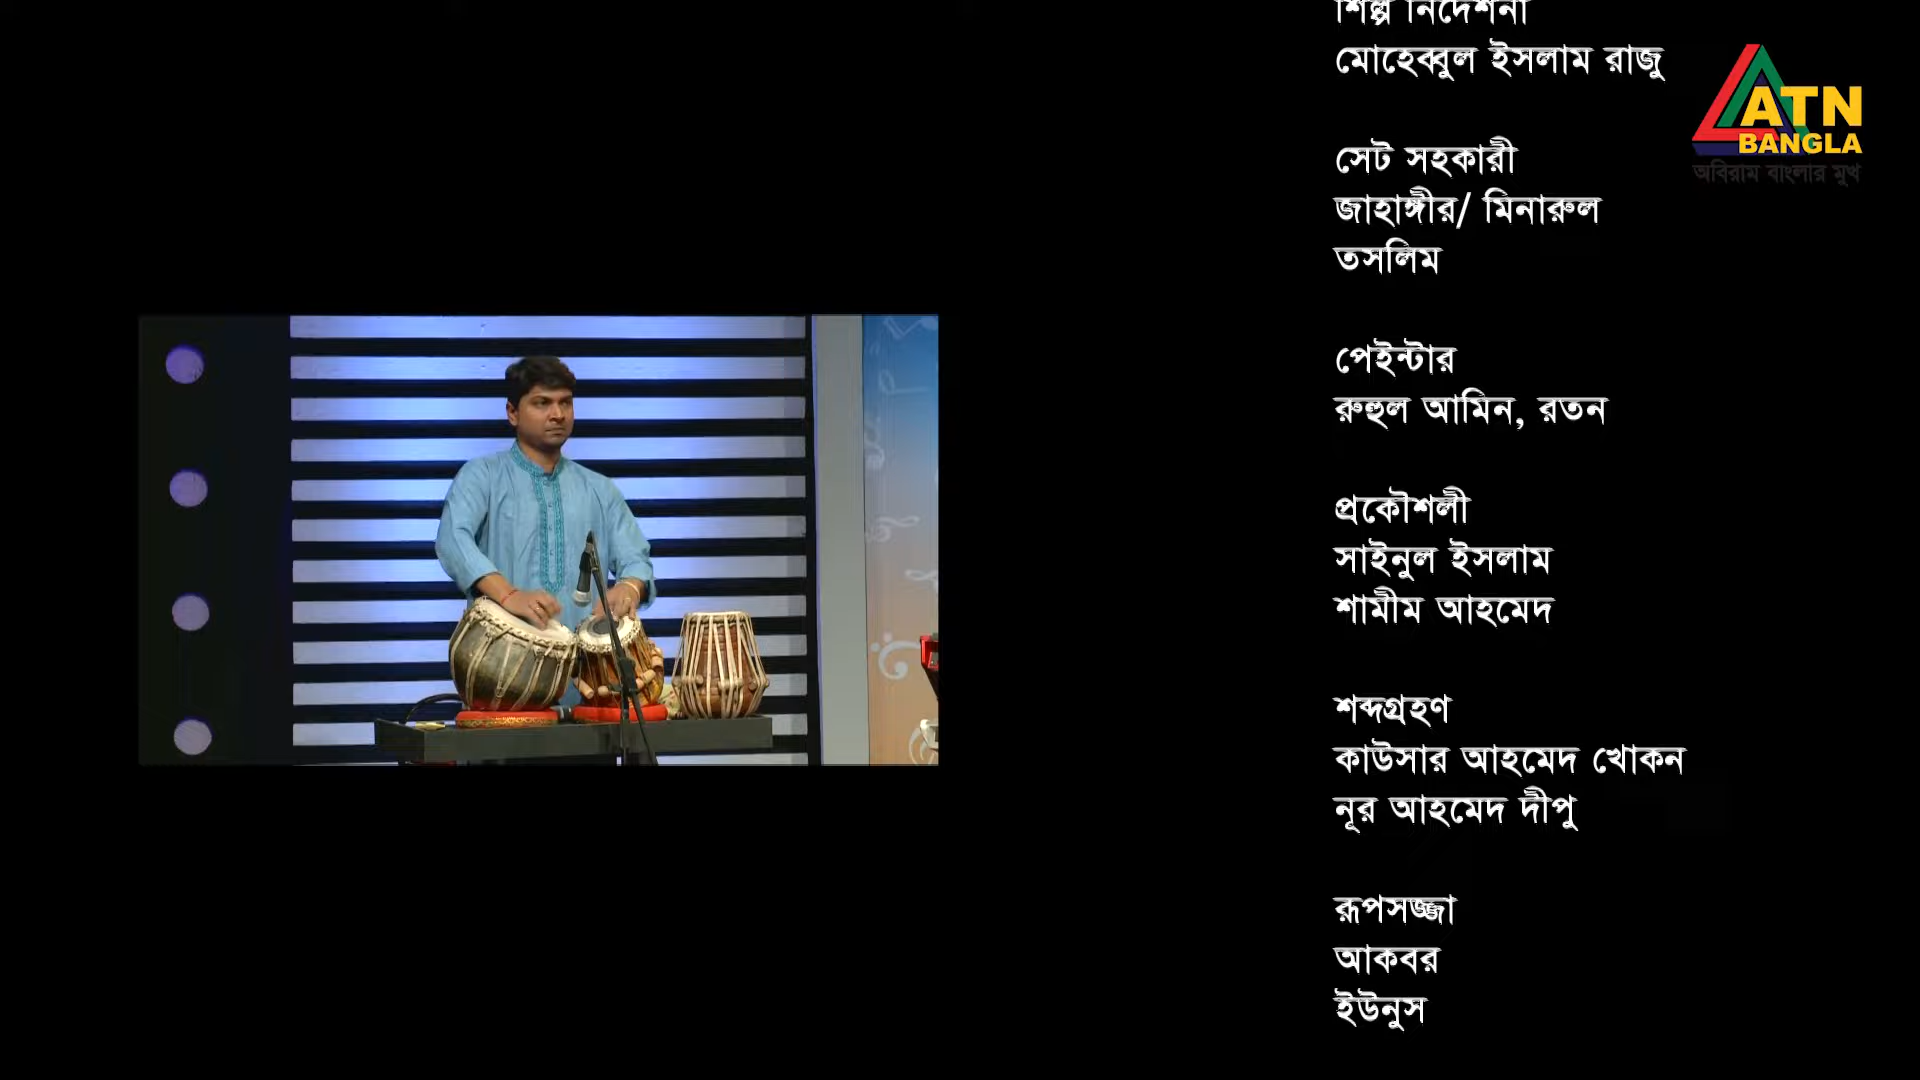 শিল্প নির্দেশনা
মোহেব্বুল ইসলাম রাজু
ATN
BANGLA
অবিরাম বাংলার মুখ
সেট সহকারী
জাহাঙ্গীর/ মিনারুল
তসলিম
পেইন্টার
রুহুল আমিন, রতন
প্রকৌশলী
সাইনুল ইসলাম
শামীম আহমেদ
শব্দগ্রহণ
কাউসার আহমেদ খোকন
নূর আহমেদ দীপু
রূপসজ্জা
আকবর
ইউনুস